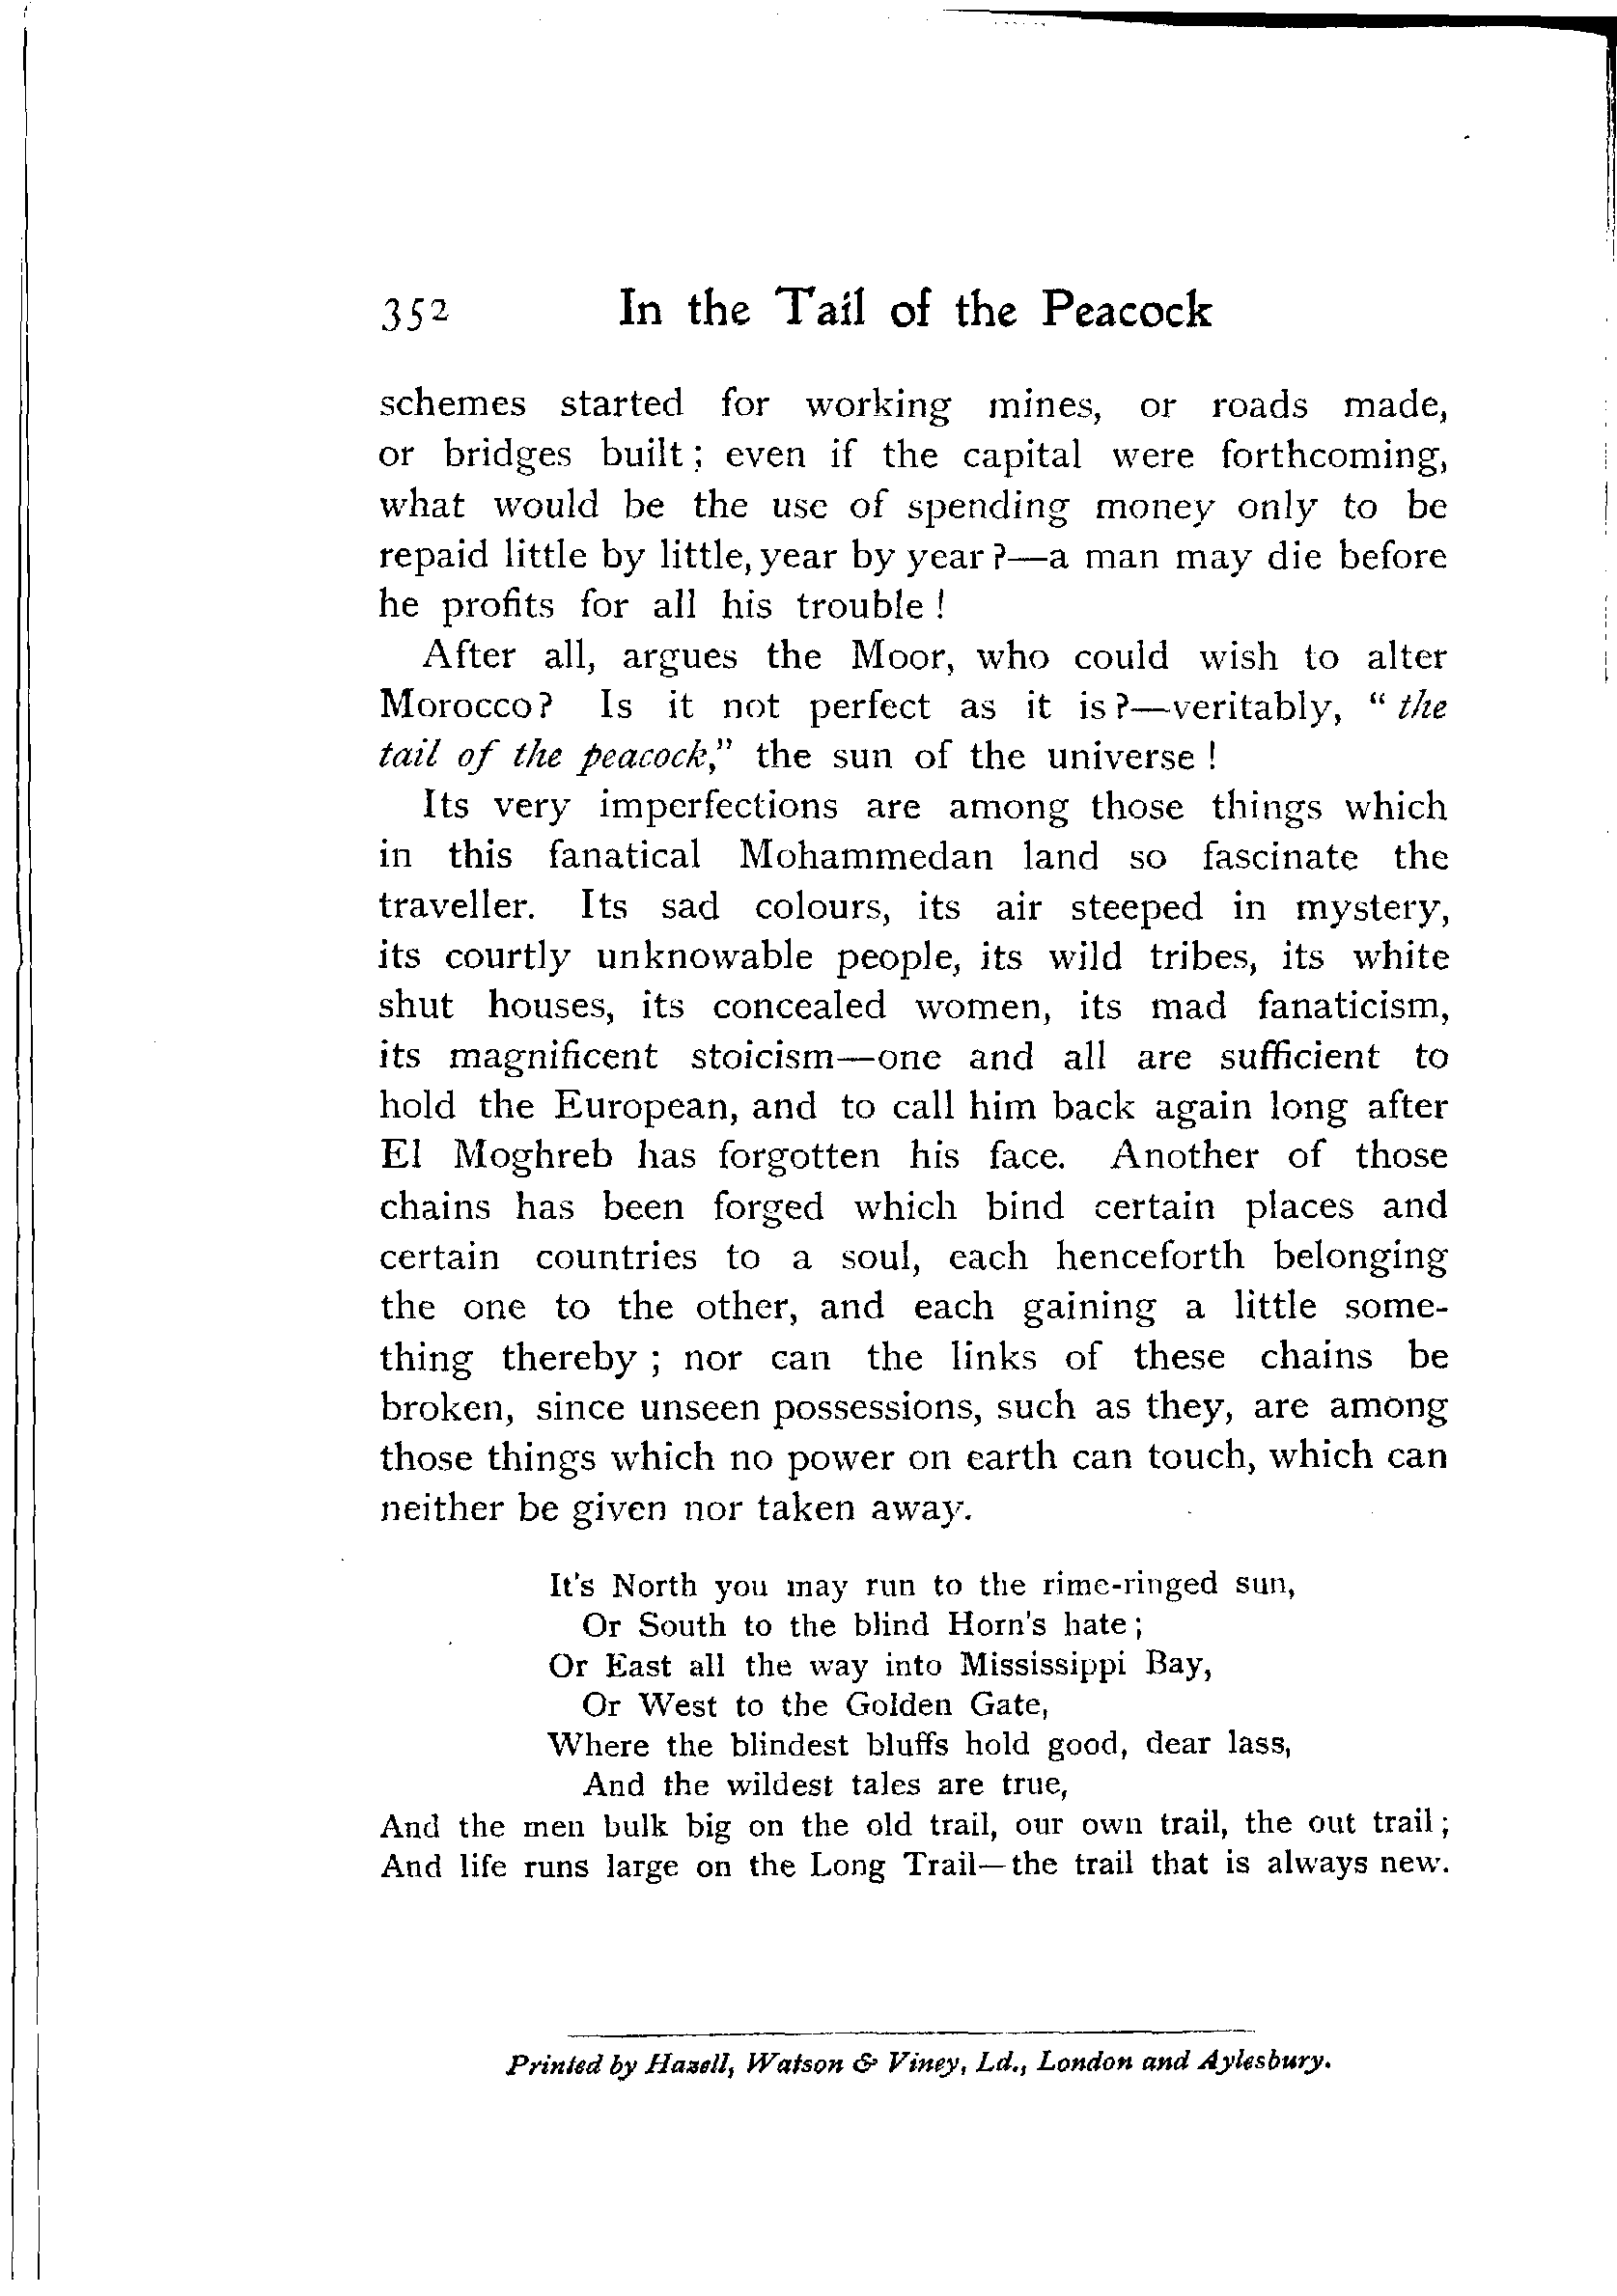 352 In the Tail of the Peacock
schemes started for working mines, or roads made,
or bridges built; even if the capital were forthcoming,
what would be the use of spending money only to be
repaid little by little, year by year?—a man may die before
he profits for all his trouble!
After all, argues the Moor, who could wish to alter
Morocco? Is it not perfect as it is?—veritably, "the
tail of the peacock," the sun of the universe!
Its very imperfections are among those things which
in this fanatical Mohammedan land so fascinate the
traveller. Its sad colours, its air steeped in mystery,
its courtly unknowable people, its wild tribes, its white
shut houses, its concealed women, its mad fanaticism,
its magnificent stoicism—one and all are sufficient to
hold the European, and to call him back again long after
El Moghreb has forgotten his face. Another of those
chains has been forged which bind certain places and
certain countries to a soul, each henceforth belonging
the one to the other, and each gaining a little some-
thing thereby; nor can the links of these chains be
broken, since unseen possessions, such as they, are among
those things which no power on earth can touch, which can
neither be given nor taken away.
It's North you may run to the rime-ringed sun,
Or South to the blind Horn's hate;
Or East all the way into Mississippi Bay,
Or West to the Golden Gate,
Where the blindest bluffs hold good, dear lass,
And the wildest tales are true,
And the men bulk big on the old trail, our own trail, the out trail;
And life runs large on the Long Trail—the trail that is always new.
Printed by Hazell, Watson & Viney, Ld., London and Aylesbury.